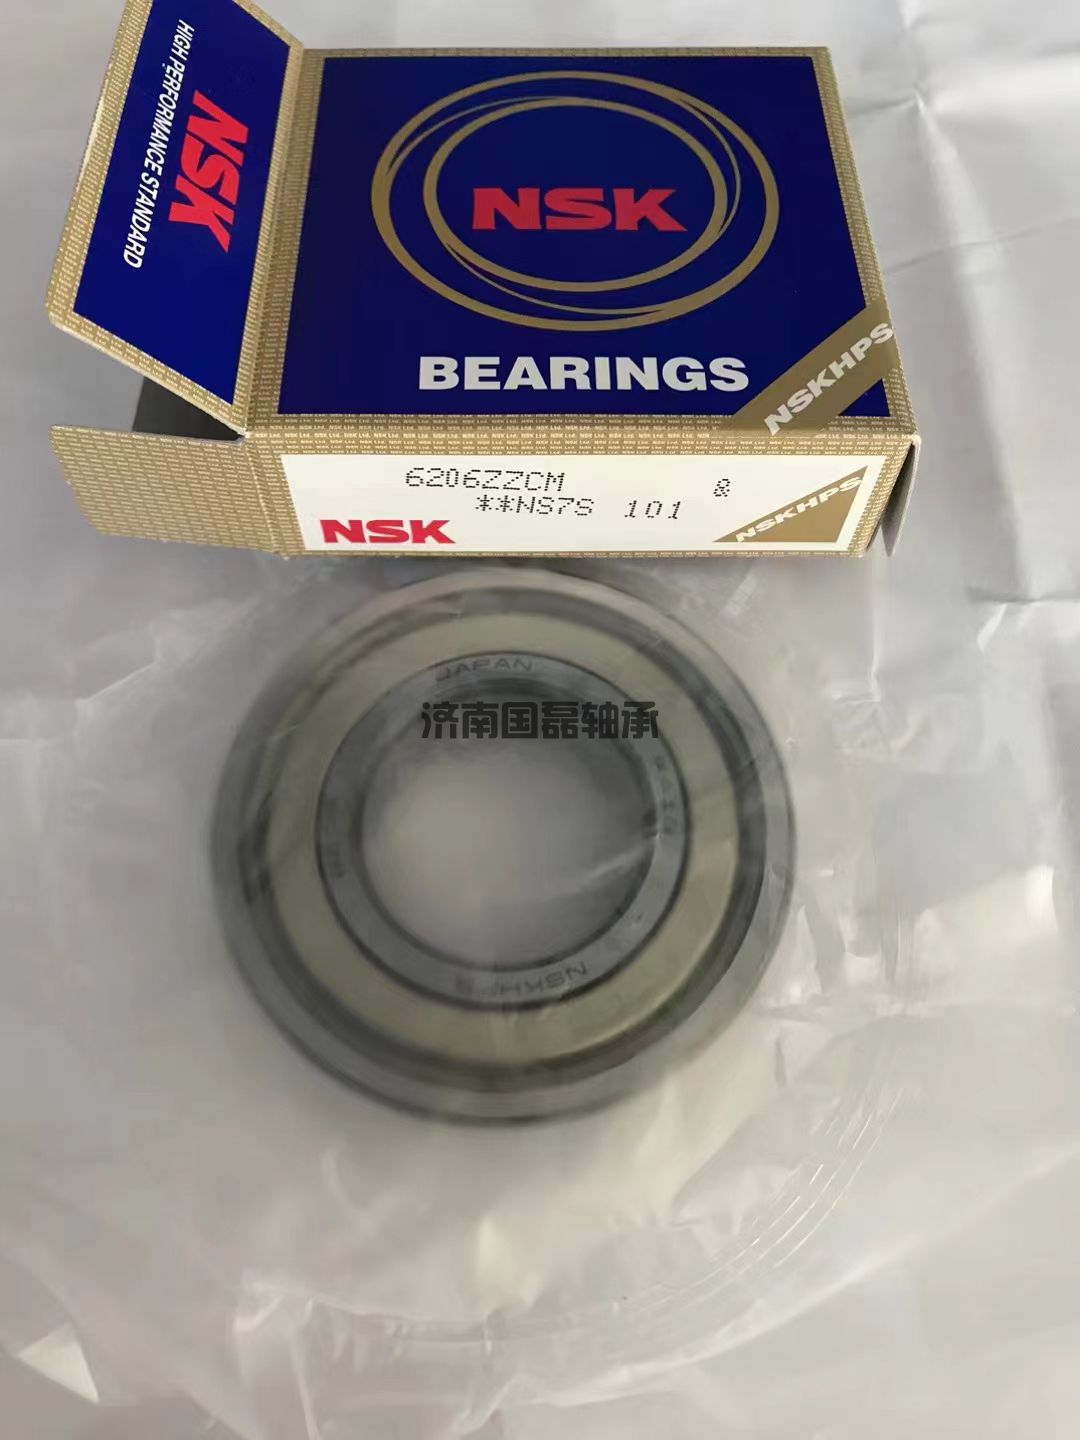 NSK
HIGH PERFORMANCE STANDARD
NSK
BEARINGS
NSKHPS
6206ZZCM &
**NS7S 101
NSK
NSKHPS
JAPAN
济南国磊轴承
NSKHPS